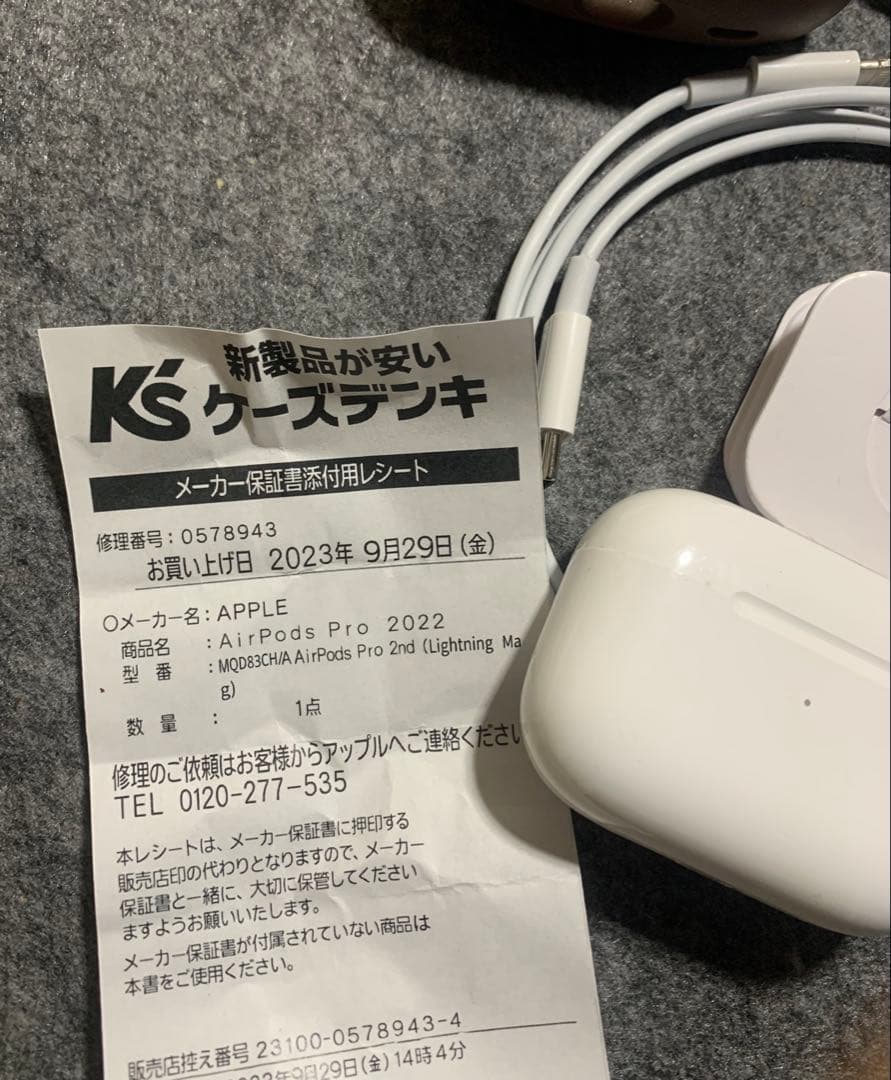 新製品が安い
K's ケーズデンキ
メーカー保証書添付用レシート
修理番号:0578943
お買い上げ日 2023年 9月29日(金)
〇メーカー名:APPLE
商品名 :AirPods Pro 2022
型 番 :MQD83CH/A AirPods Pro 2nd (Lightning Ma
g)
数 量 : 1点
修理のご依頼はお客様からアップルへご連絡ください
TEL 0120-277-535
本レシートは、メーカー保証書に押印する
販売店印の代わりとなりますので、メーカー
保証書と一緒に、大切に保管してください
ますようお願いいたします。
メーカー保証書が付属されていない商品は
本書をご使用ください。
販売店控え番号 23100-0578943-4
2023年9月29日(金)14時4分